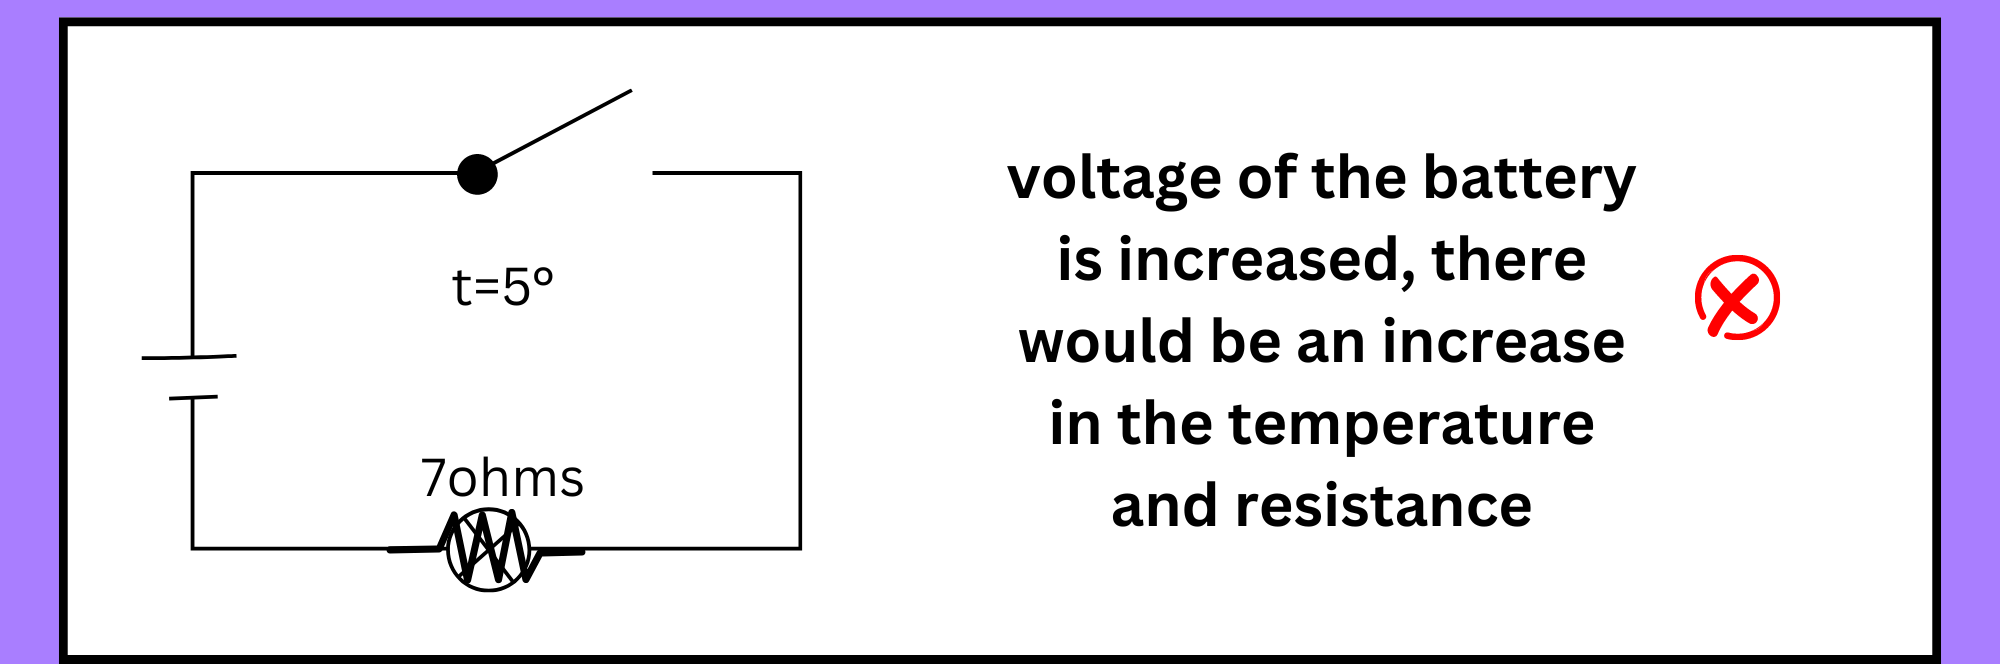 t=5°
7ohms
voltage of the battery
is increased, there
would be an increase
in the temperature
and resistance